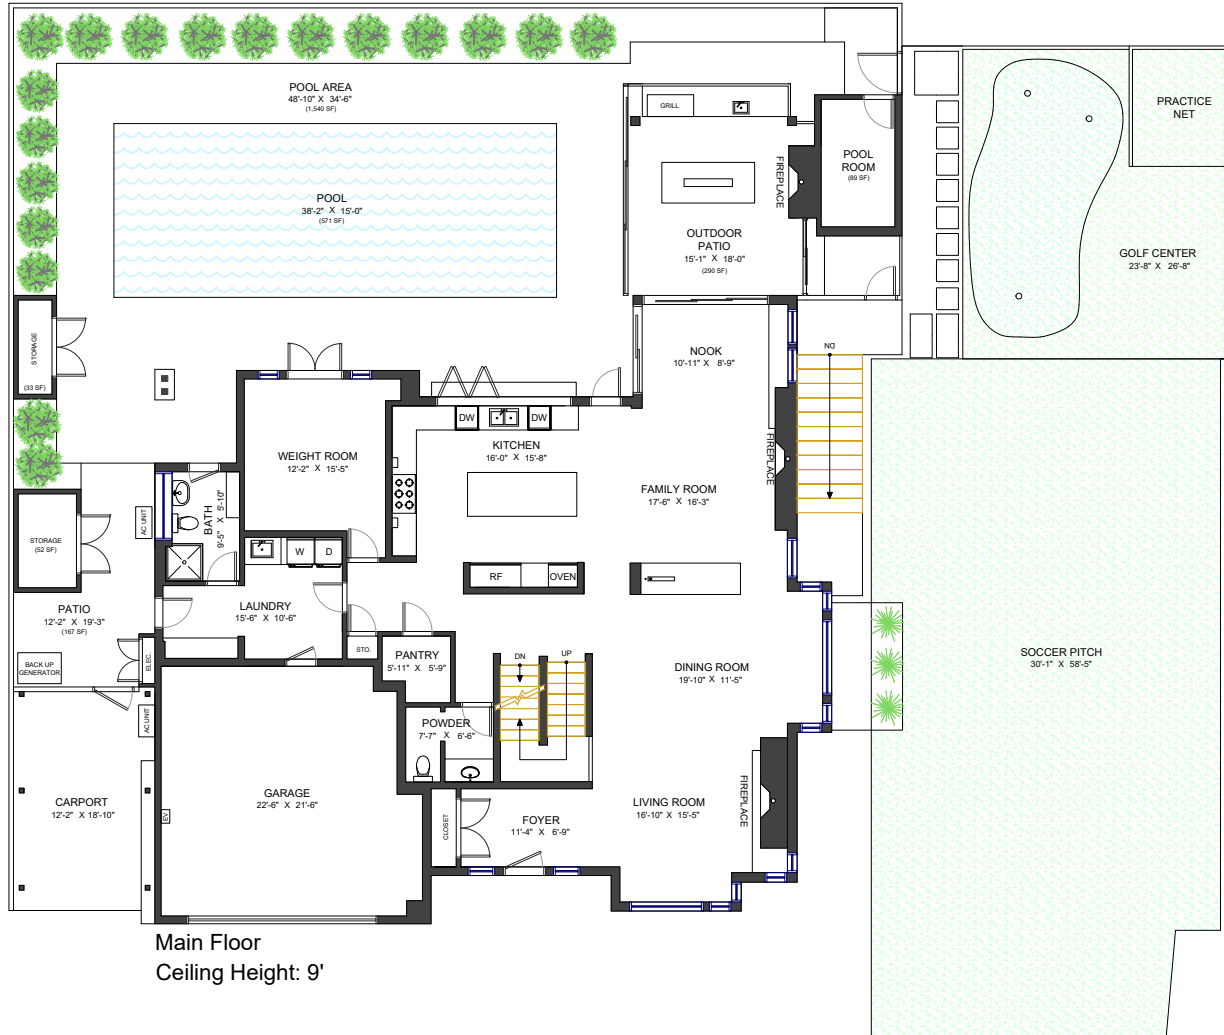 POOL AREA
48'-10" X 34'-6"
(1,540 SF)
GRILL
PRACTICE
NET
POOL
38'-2" X 15'-0"
(571 SF)
FIREPLACE
POOL
ROOM
(89 SF)
OUTDOOR
PATIO
15'-1" X 18'-0"
(290 SF)
GOLF CENTER
23'-8" X 26'-8"
STORAGE
(33 SF)
NOOK
10'-11" X 8'-9"
DN
DW
DW
KITCHEN
16'-0" X 15'-8"
WEIGHT ROOM
12'-2" X 15'-5"
FIREPLACE
FAMILY ROOM
17'-6" X 16'-3"
BATH
9'-5" X 5'-10"
AC UNIT
STORAGE
(52 SF)
W
D
RF
OVEN
LAUNDRY
15'-6" X 10'-6"
PATIO
12'-2" X 19'-3"
(167 SF)
STO.
PANTRY
5'-11" X 5'-9"
DN
UP
BACK UP
GENERATOR
ELEC.
DINING ROOM
19'-10" X 11'-5"
SOCCER PITCH
30'-1" X 58'-5"
AC UNIT
POWDER
7'-7" X 6'-6"
GARAGE
22'-6" X 21'-6"
CARPORT
12'-2" X 18'-10"
EV
CLOSET
FOYER
11'-4" X 6'-9"
LIVING ROOM
16'-10" X 15'-5"
FIREPLACE
Main Floor
Ceiling Height: 9'